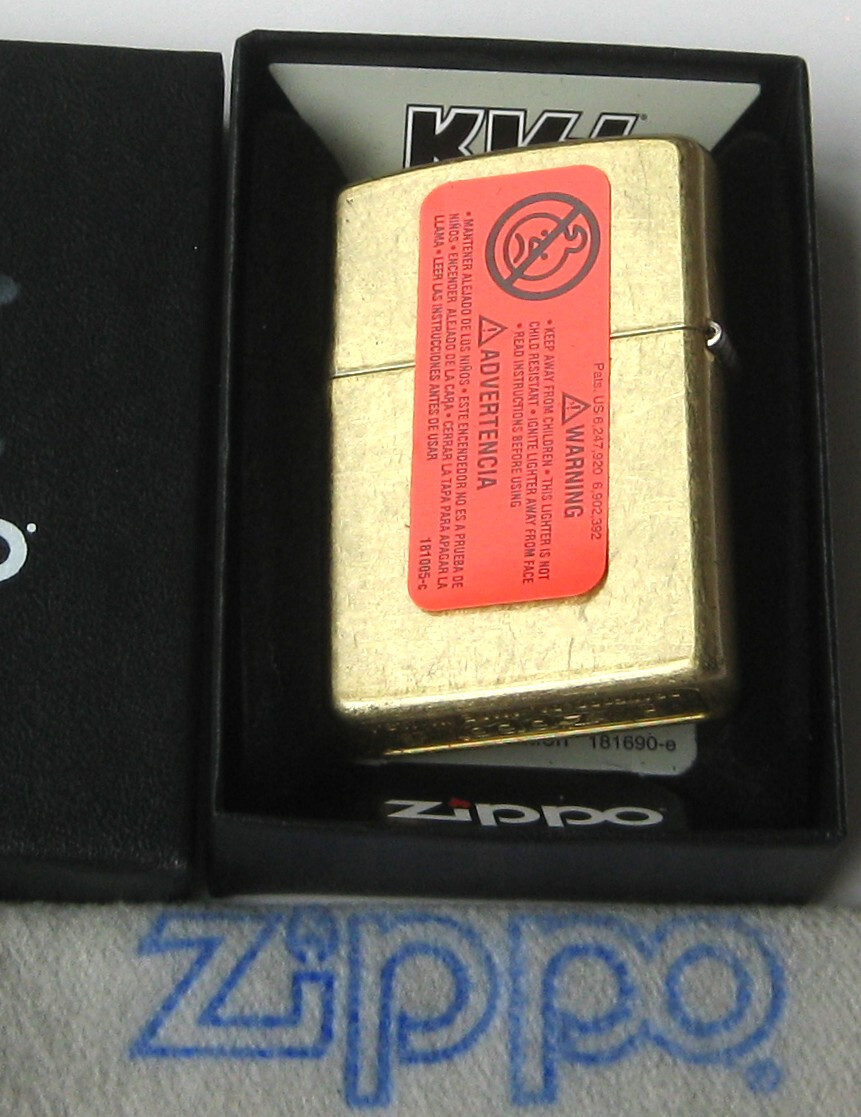 Pats. US 6,247,920 6,902,392
WARNING
• KEEP AWAY FROM CHILDREN • THIS LIGHTER IS NOT
CHILD RESISTANT • IGNITE LIGHTER AWAY FROM FACE
• READ INSTRUCTIONS BEFORE USING
ADVERTENCIA
• MANTENER ALEJADO DE LOS NIÑOS • ESTE ENCENDEDOR NO ES A PRUEBA DE
NIÑOS • ENCENDER ALEJADO DE LA CARA • CERRAR LA TAPA PARA APAGAR LA
LLAMA • LEER LAS INSTRUCCIONES ANTES DE USAR
181005-c
181690-e
zippo
zippo